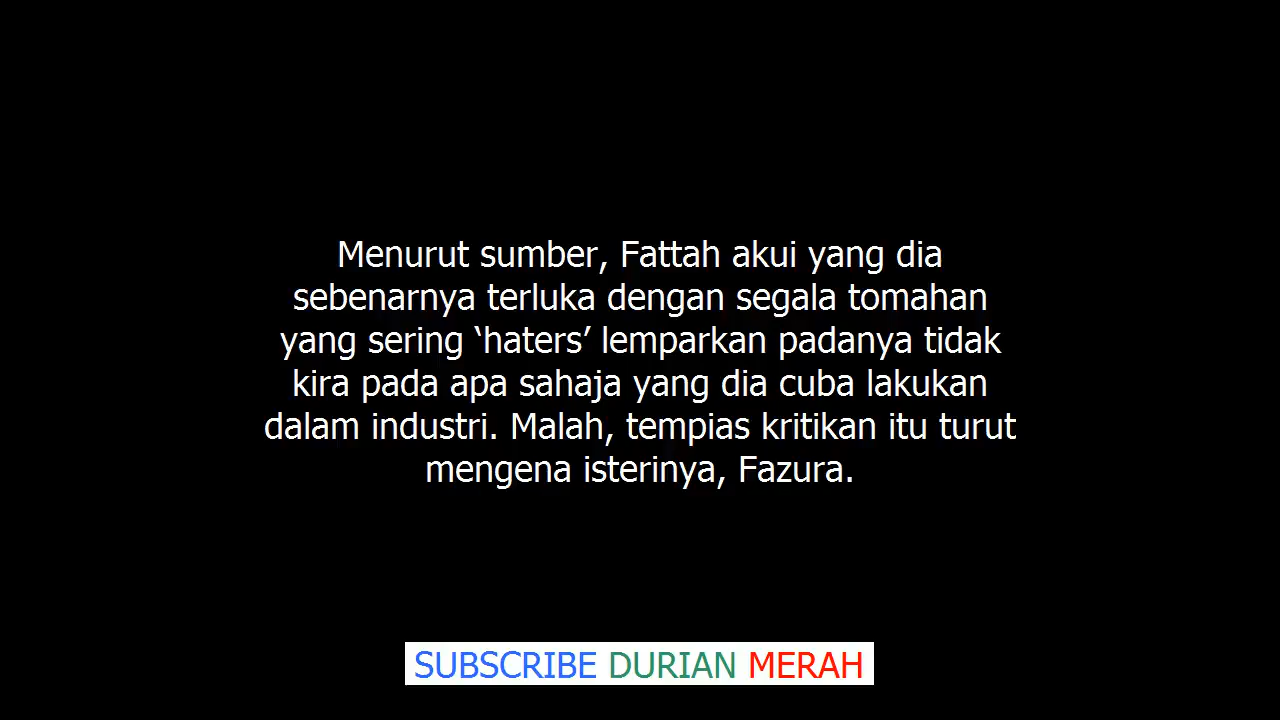 Menurut sumber, Fattah akui yang dia
sebenarnya terluka dengan segala tomahan
yang sering ‘haters’ lemparkan padanya tidak
kira pada apa sahaja yang dia cuba lakukan
dalam industri. Malah, tempias kritikan itu turut
mengena isterinya, Fazura.
SUBSCRIBE DURIAN MERAH